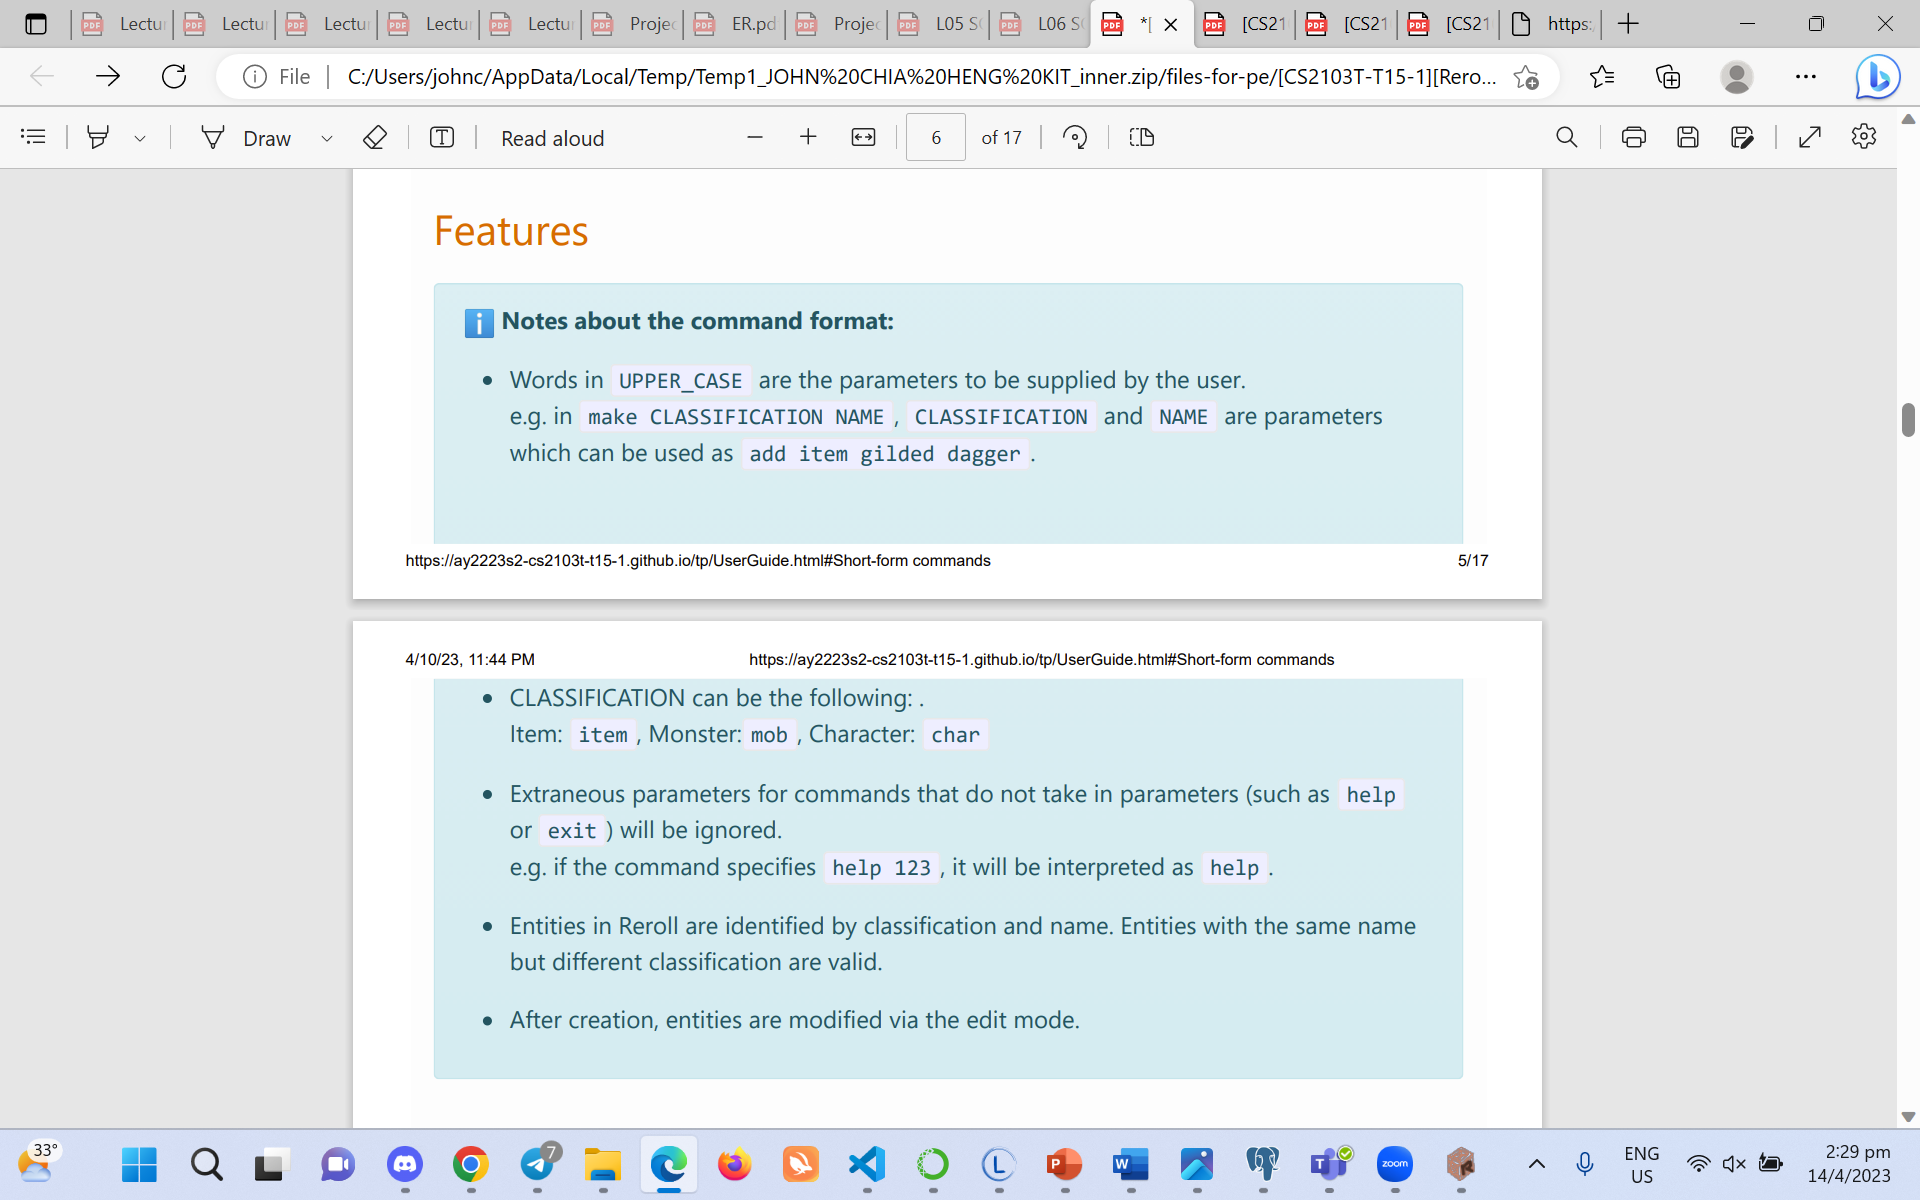 Lectu
Lectu
Lectu
Lectu
Lectu
Projec
ER.pd
Projec
L05 S
L06 S
*[
[CS21
[CS21
[CS21
https:
File
C:/Users/johnc/AppData/Local/Temp/Temp1_JOHN%20CHIA%20HENG%20KIT_inner.zip/files-for-pe/[CS2103T-T15-1][Rero...
Draw
Read aloud
6 of 17
Features
Notes about the command format:
• Words in UPPER_CASE are the parameters to be supplied by the user.
e.g. in make CLASSIFICATION NAME , CLASSIFICATION and NAME are parameters
which can be used as add item gilded dagger .
https://ay2223s2-cs2103t-t15-1.github.io/tp/UserGuide.html#Short-form commands 5/17
4/10/23, 11:44 PM https://ay2223s2-cs2103t-t15-1.github.io/tp/UserGuide.html#Short-form commands
• CLASSIFICATION can be the following: .
Item: item , Monster: mob , Character: char
• Extraneous parameters for commands that do not take in parameters (such as help
or exit ) will be ignored.
e.g. if the command specifies help 123 , it will be interpreted as help .
• Entities in Reroll are identified by classification and name. Entities with the same name
but different classification are valid.
• After creation, entities are modified via the edit mode.
33°
7
zoom
ENG
US
2:29 pm
14/4/2023